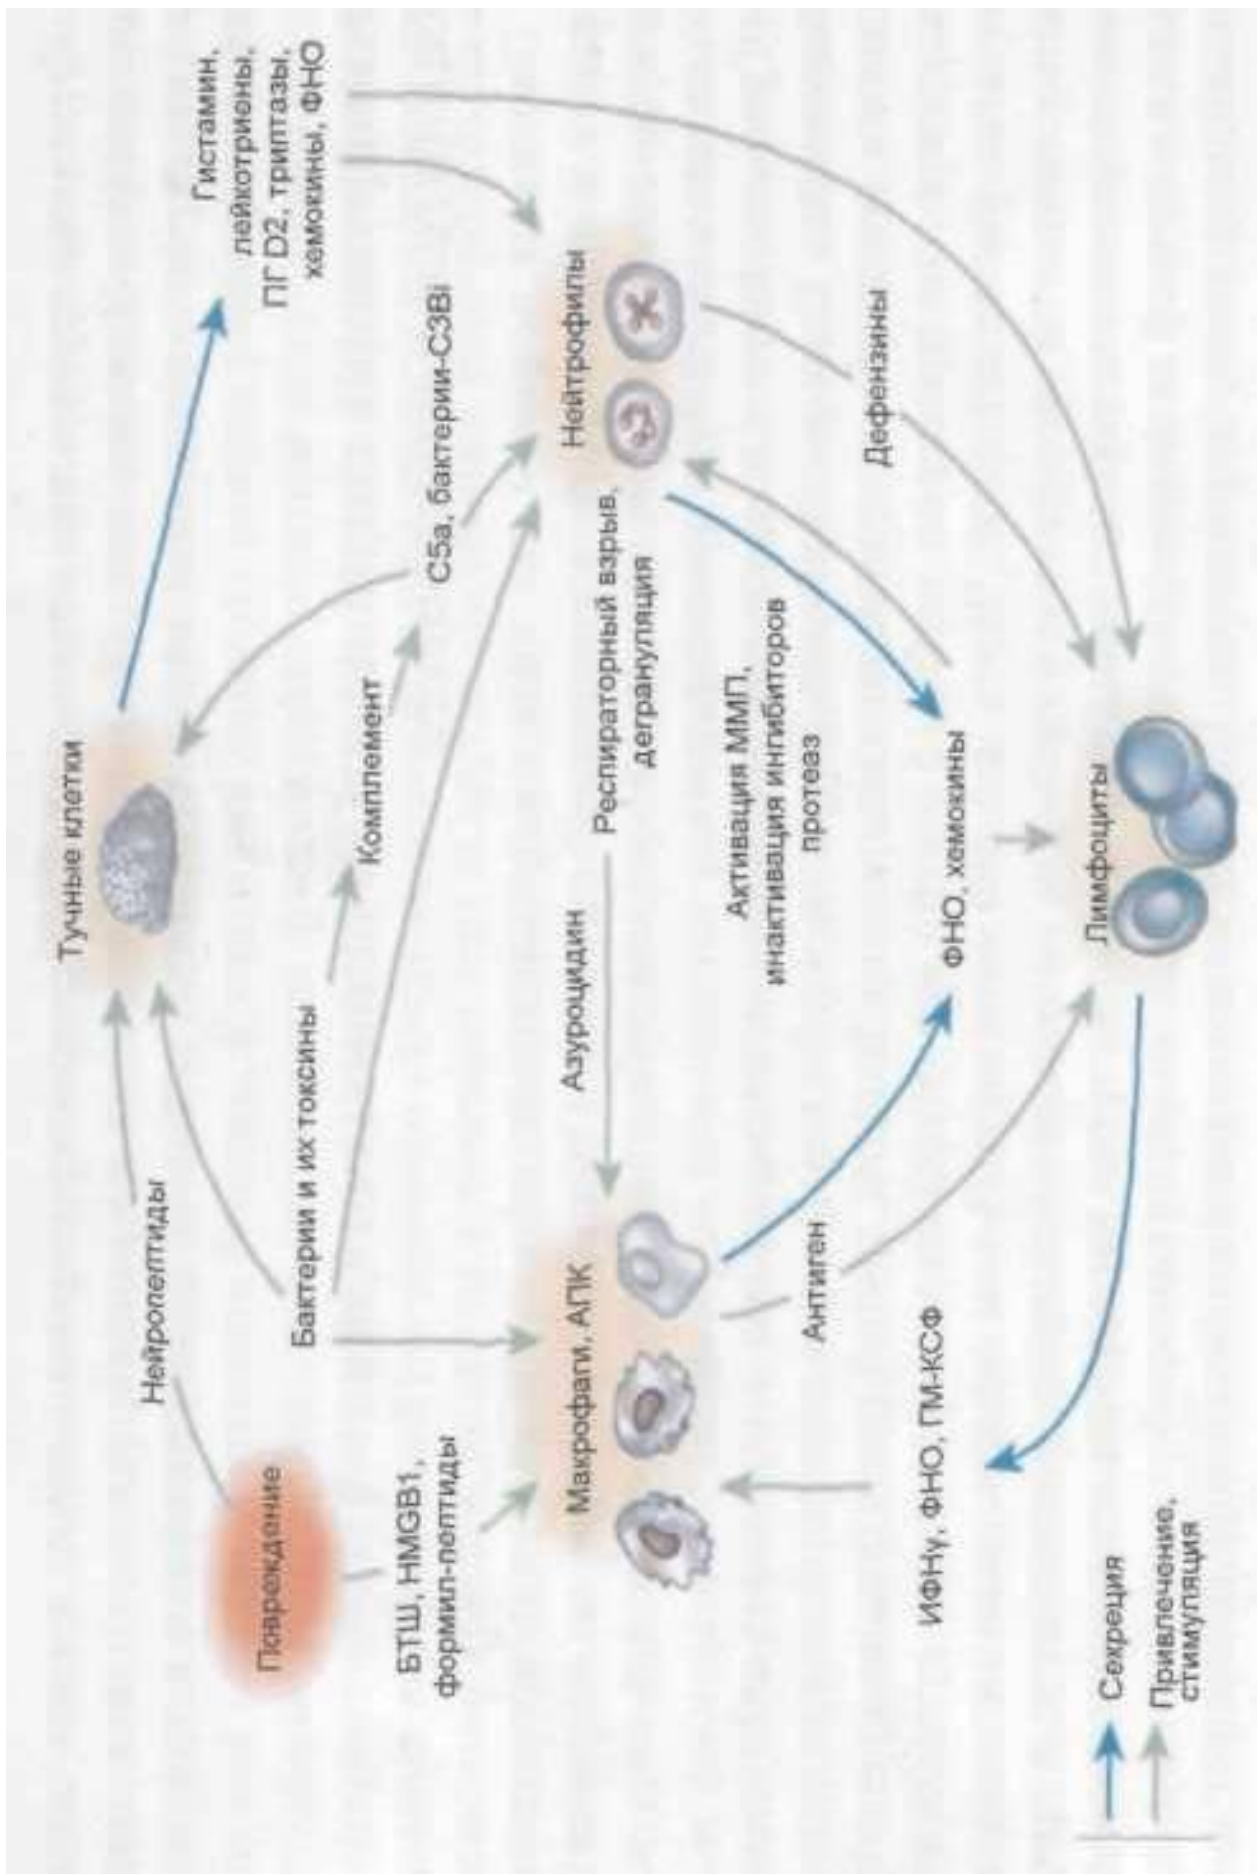 Тучные клетки
Гистамин,
лейкотриены,
ПГ D2, триптазы,
хемокины, ФНО
Нейропептиды
Повреждение
Бактерии и их токсины
Комплемент
С5а, бактерии-С3Bi
БТШ, HMGB1,
формил-пептиды
Макрофаги, АПК
Азуроцидин
Респираторный взрыв,
дегрануляция
Нейтрофилы
Активация ММП,
инактивация ингибиторов
протеаз
Дефензины
Антиген
ФНО, хемокины
ИФНγ, ФНО, ГМ-КСФ
Лимфоциты
Секреция
Привлечение,
стимуляция